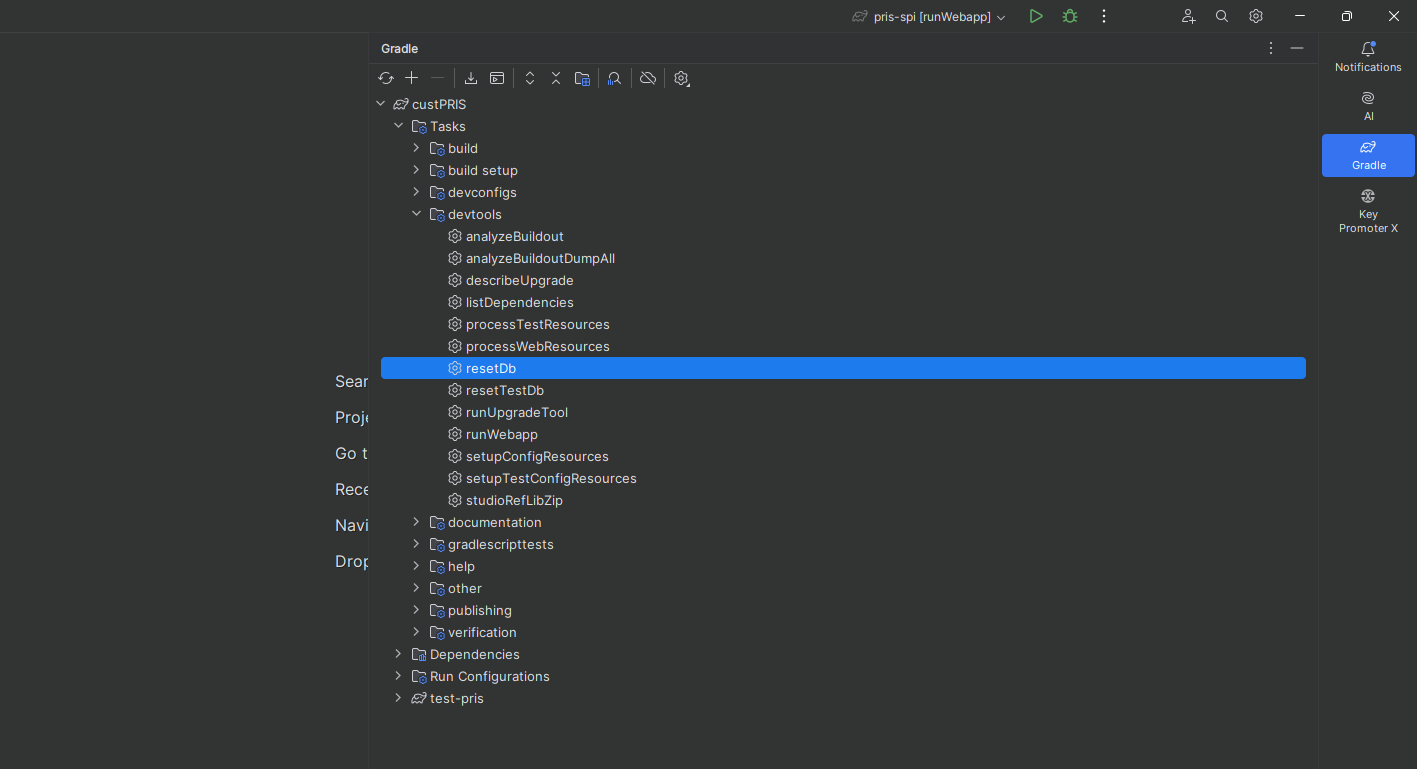 pris-spi [runWebapp]
Gradle
Notifications
AI
Gradle
Key
Promoter X
custPRIS
Tasks
build
build setup
devconfigs
devtools
analyzeBuildout
analyzeBuildoutDumpAll
describeUpgrade
listDependencies
processTestResources
processWebResources
resetDb
resetTestDb
runUpgradeTool
runWebapp
setupConfigResources
setupTestConfigResources
studioRefLibZip
documentation
gradlescripttests
help
other
publishing
verification
Dependencies
Run Configurations
test-pris
Sear
Proje
Go t
Rece
Navi
Drop